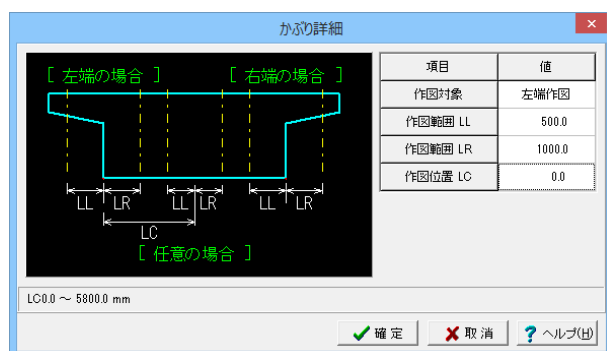 かぶり詳細
[ 左端の場合 ] [ 右端の場合 ]
LL LR LL LR LL LR
LC
[ 任意の場合 ]
項目 値
作図対象 左端作図
作図範囲 LL 500.0
作図範囲 LR 1000.0
作図位置 LC 0.0
LC0.0 ～ 5800.0 mm
確定 取消 ヘルプ(H)